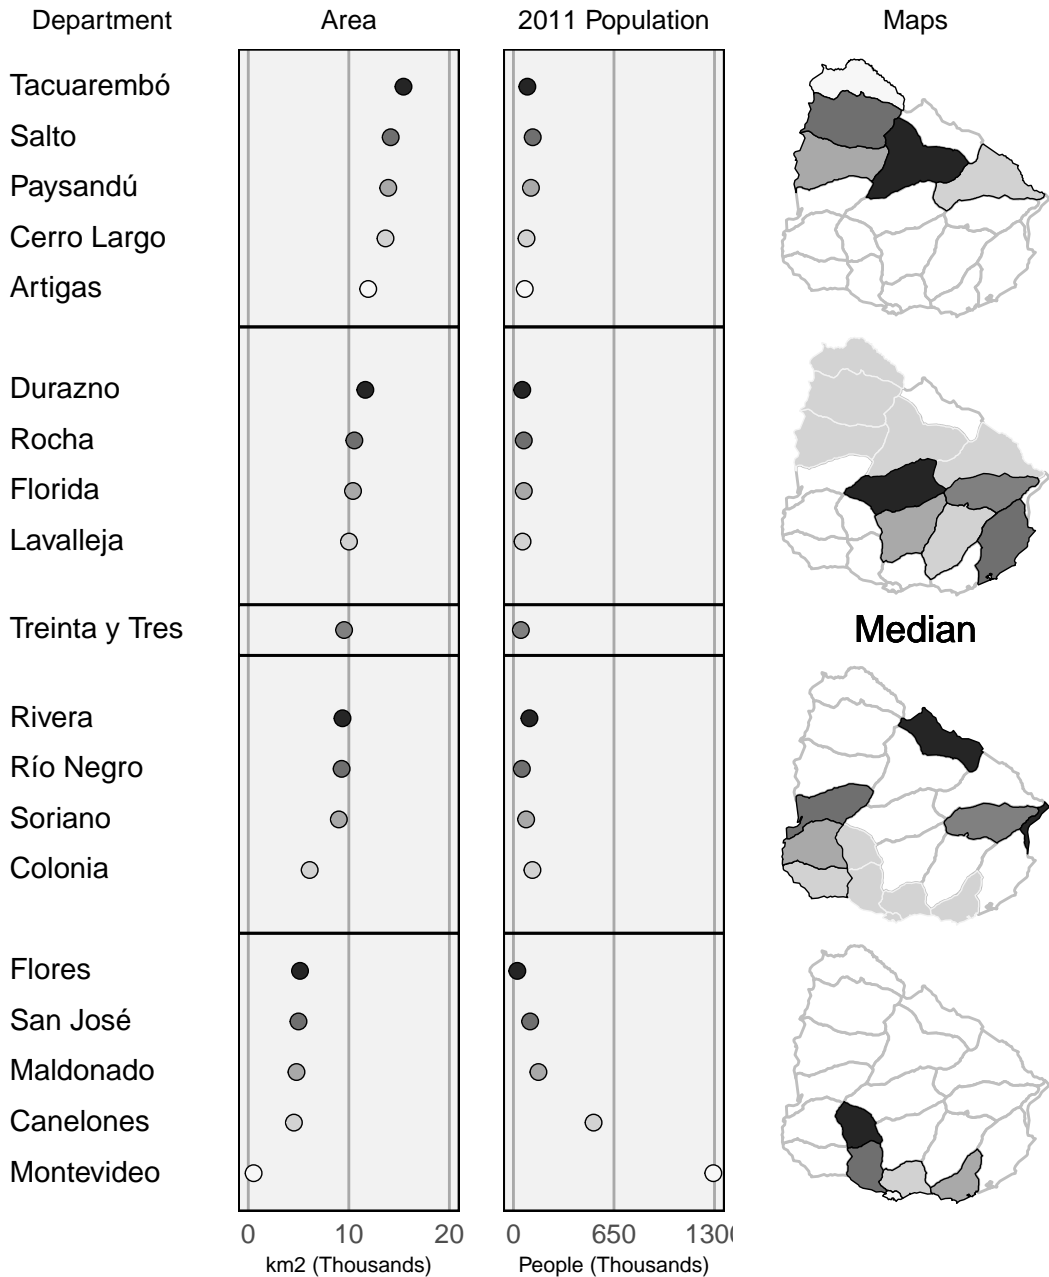 Department Area 2011 Population Maps
Tacuarembó
Salto
Paysandú
Cerro Largo
Artigas
Durazno
Rocha
Florida
Lavalleja
Treinta y Tres Median
Rivera
Río Negro
Soriano
Colonia
Flores
San José
Maldonado
Canelones
Montevideo
0 10 20 0 650 1300
km2 (Thousands) People (Thousands)